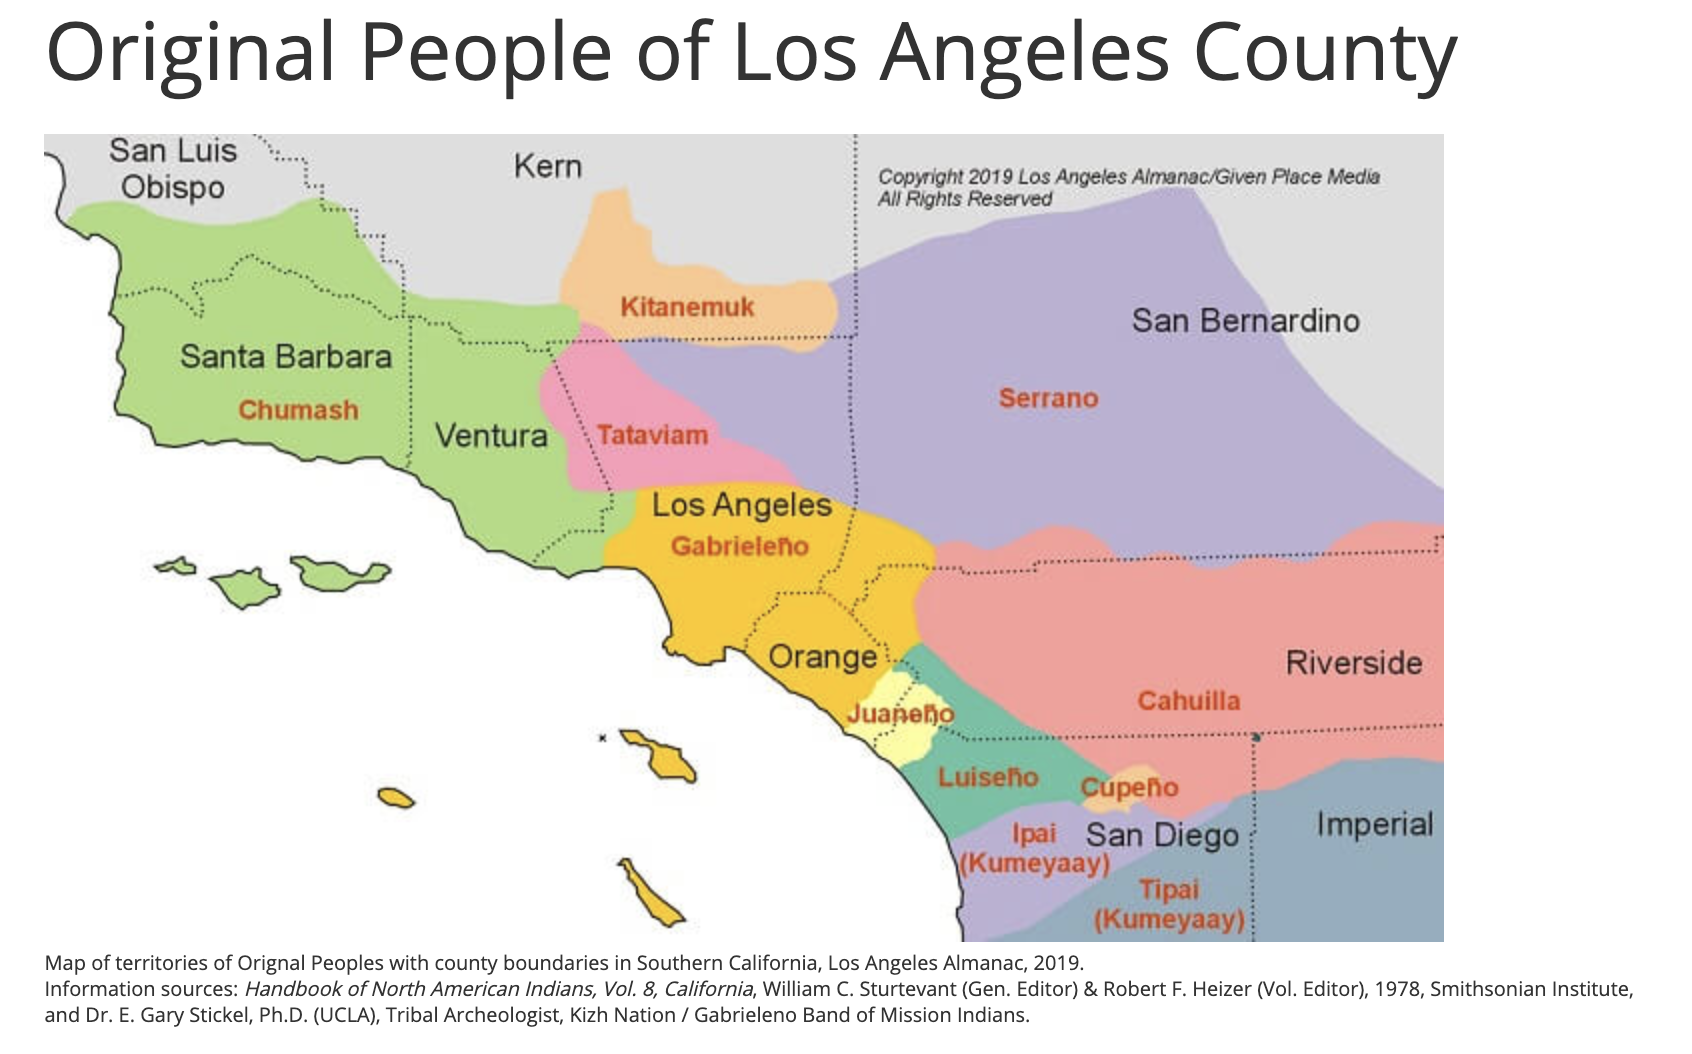 Original People of Los Angeles County
San Luis
Obispo
Kern
Copyright 2019 Los Angeles Almanac/Given Place Media
All Rights Reserved
Kitanemuk
San Bernardino
Santa Barbara
Serrano
Chumash
Ventura
Tataviam
Los Angeles
Gabrieleño
Orange
Riverside
Cahuilla
Juaneño
Luiseño
Cupeño
Imperial
Ipai
(Kumeyaay)
San Diego
Tipai
(Kumeyaay)
Map of territories of Orignal Peoples with county boundaries in Southern California, Los Angeles Almanac, 2019.
Information sources: Handbook of North American Indians, Vol. 8, California, William C. Sturtevant (Gen. Editor) & Robert F. Heizer (Vol. Editor), 1978, Smithsonian Institute,
and Dr. E. Gary Stickel, Ph.D. (UCLA), Tribal Archeologist, Kizh Nation / Gabrieleno Band of Mission Indians.